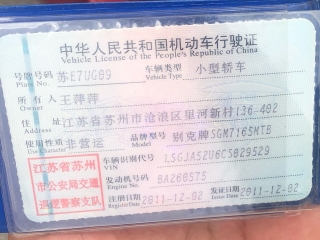 中华人民共和国机动车行驶证
Vehicle License of the People's Republic of China
号牌号码 苏E7UG09 车辆类型 小型轿车
Plate No. Vehicle Type
所有人 王萍萍
Owner
住址 江苏省苏州市沧浪区里河新村136-402
Address
使用性质 非营运 品牌型号 别克牌SGM7165MTB
Use Character Model
江苏省苏州市公安局交通巡逻警察支队
车辆识别代号 LSGJA52U6CS829529
VIN
发动机号码 BA268575
Engine No.
注册日期 2011-12-02 发证日期 2011-12-02
Register Date Issue Date